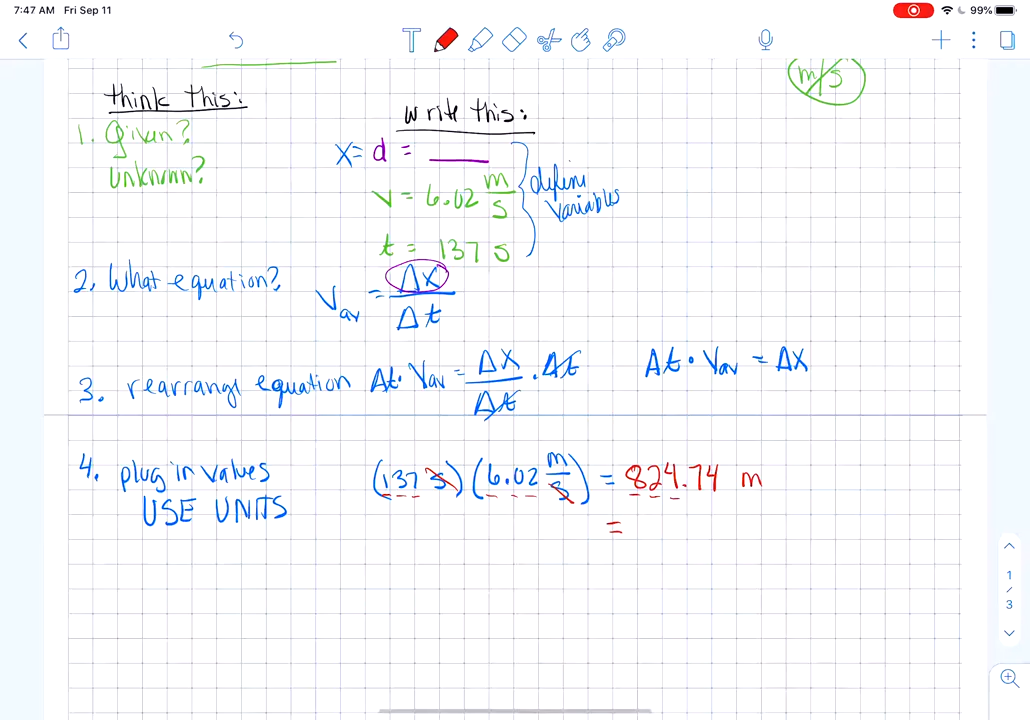 7:47 AM Fri Sep 11
99%
m/s
think this:
write this:
1. Given?
unknown?
x= d = ___
v = 6.02 m/s
t = 137 s
define variables
2. What equation?
Vav = Δx/Δt
3. rearrange equation Δt · Vav = Δx/Δt · Δt
Δt · Vav = Δx
4. plug in values
USE UNITS
(137 s)(6.02 m/s) = 824.74 m
=
1
/
3